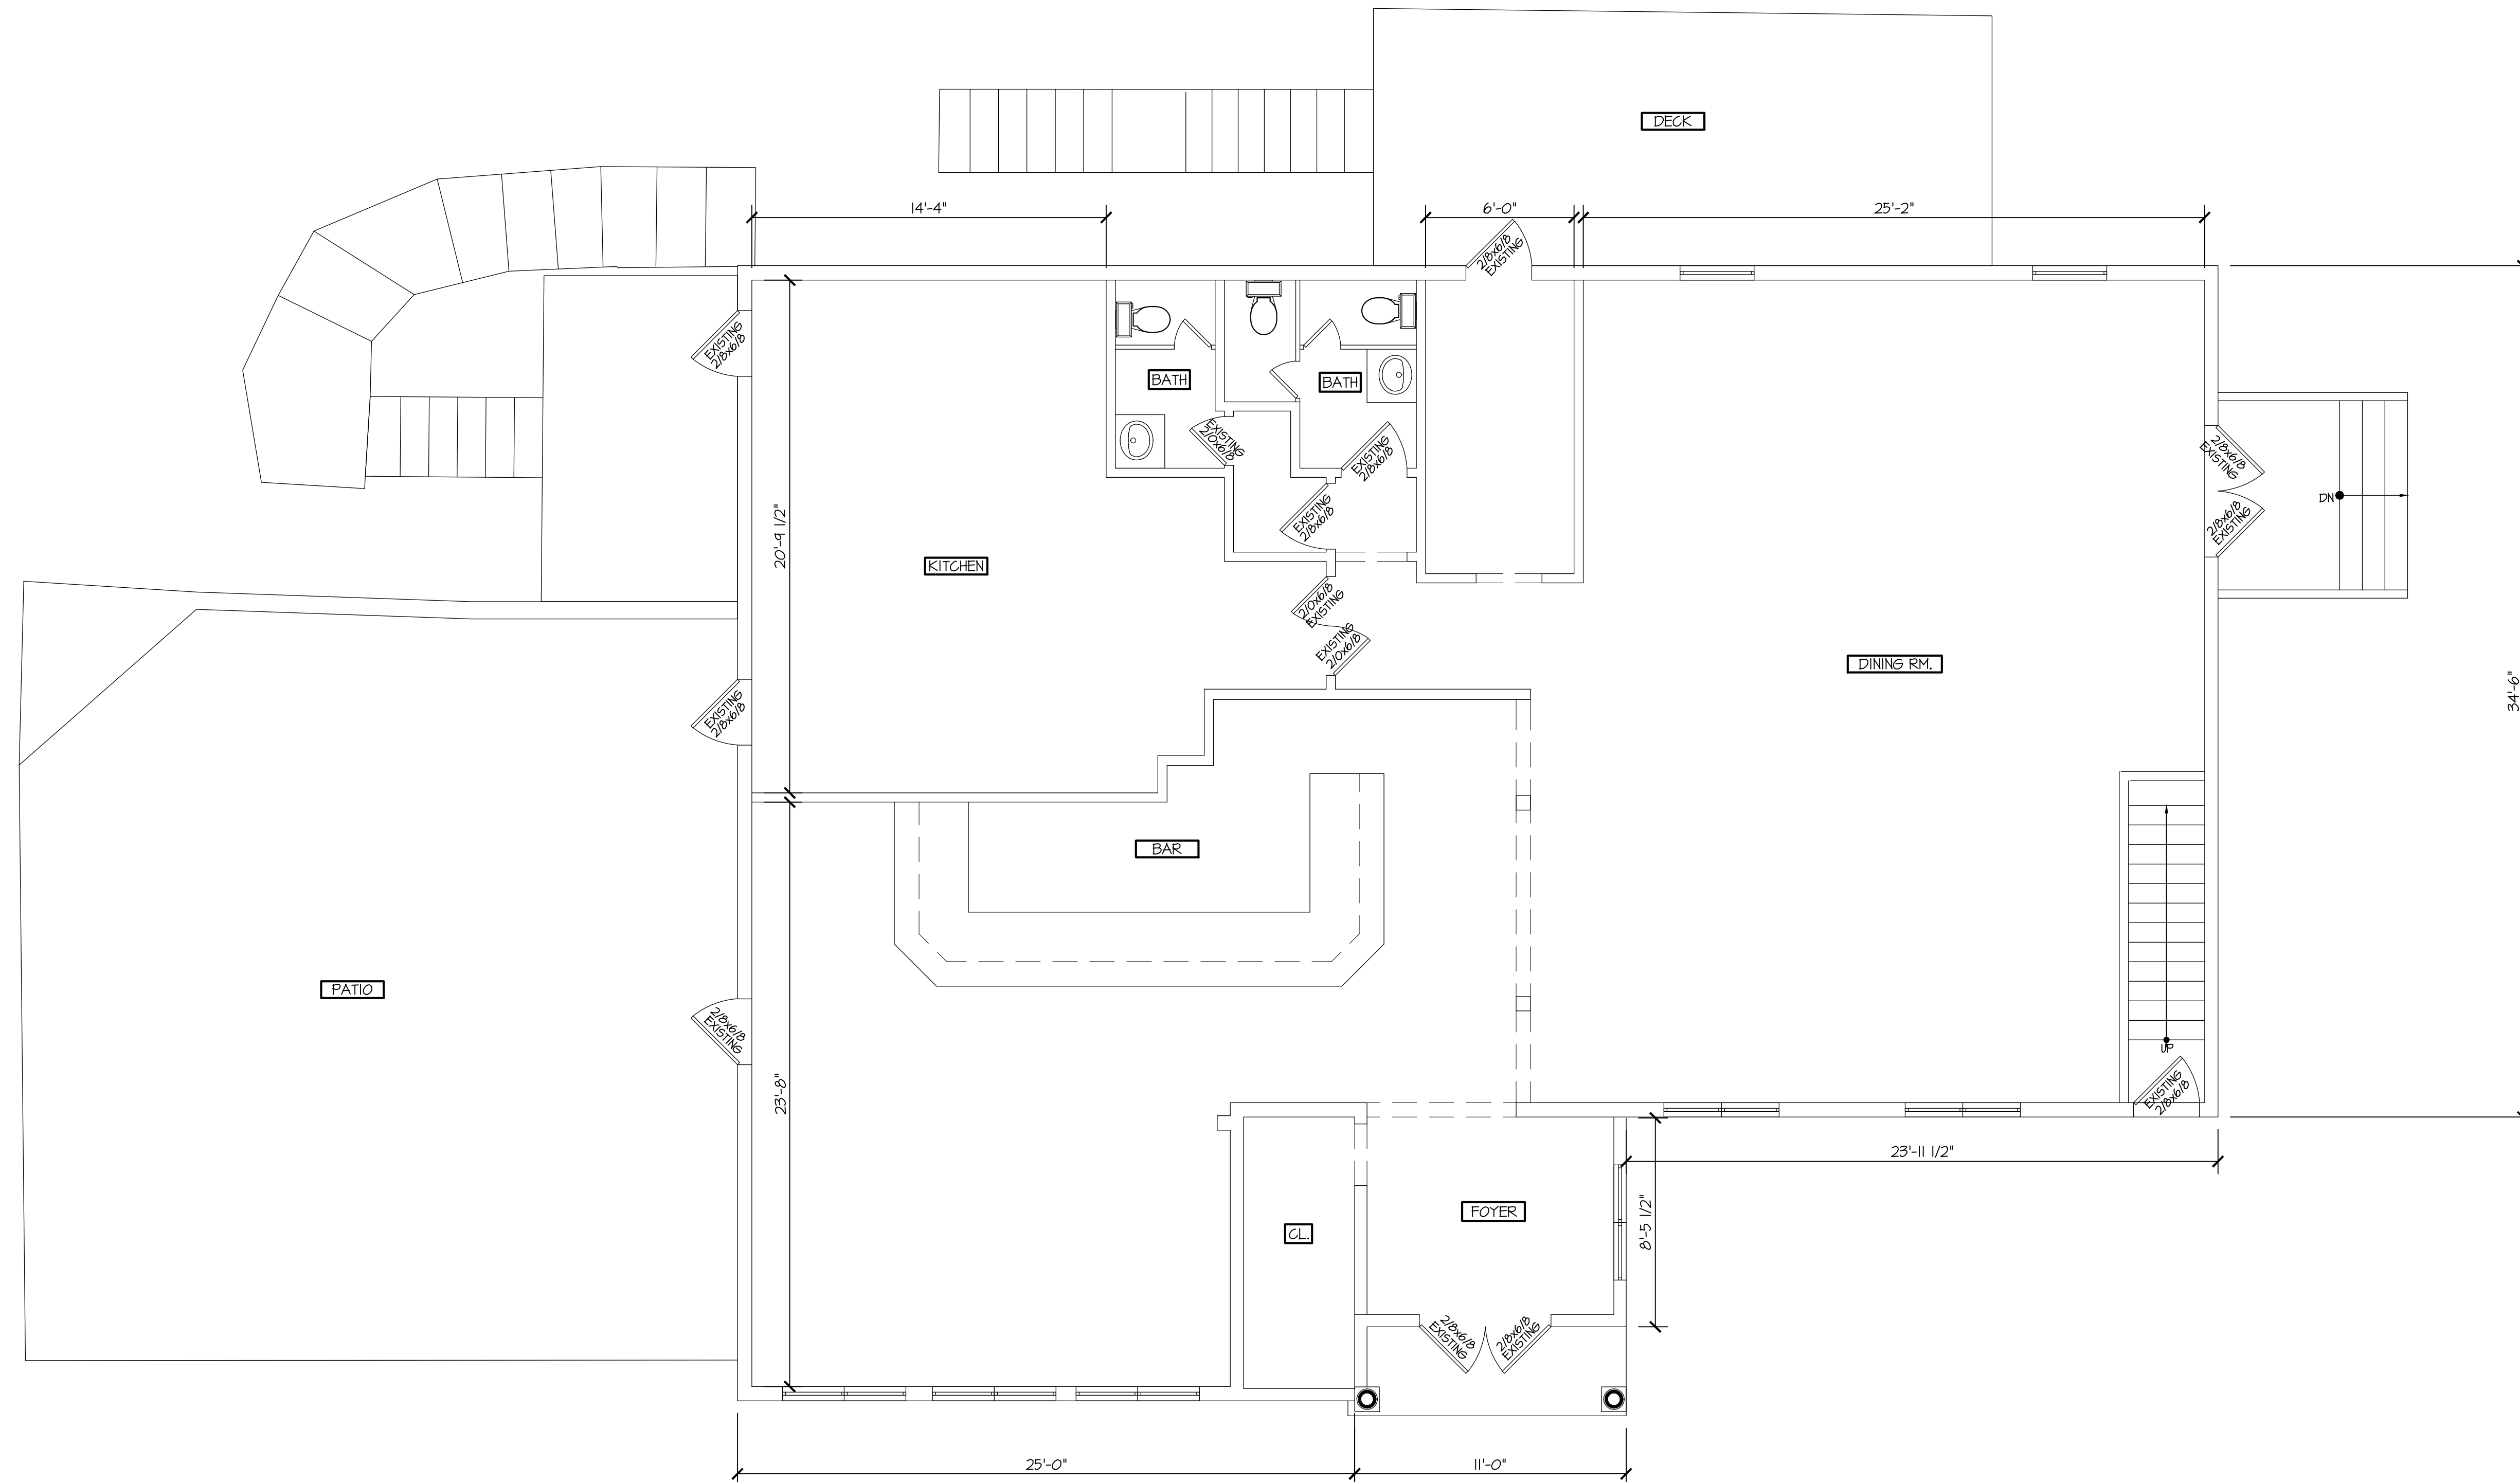 DECK
14'-4"
6'-0"
25'-2"
2/8x6/8
EXISTING
EXISTING
2/8x6/8
BATH
BATH
EXISTING
2/0x6/8
EXISTING
2/8x6/8
2/8x6/8
EXISTING
DN
EXISTING
2/8x6/8
2/8x6/8
EXISTING
20'-9 1/2"
KITCHEN
2/0x6/8
EXISTING
EXISTING
2/0x6/8
DINING RM.
34'-6"
EXISTING
2/8x6/8
BAR
PATIO
2/8x6/8
EXISTING
UP
23'-8"
EXISTING
2/8x6/8
23'-11 1/2"
FOYER
8'-5 1/2"
CL.
2/8x6/8
EXISTING
2/8x6/8
EXISTING
25'-0"
11'-0"